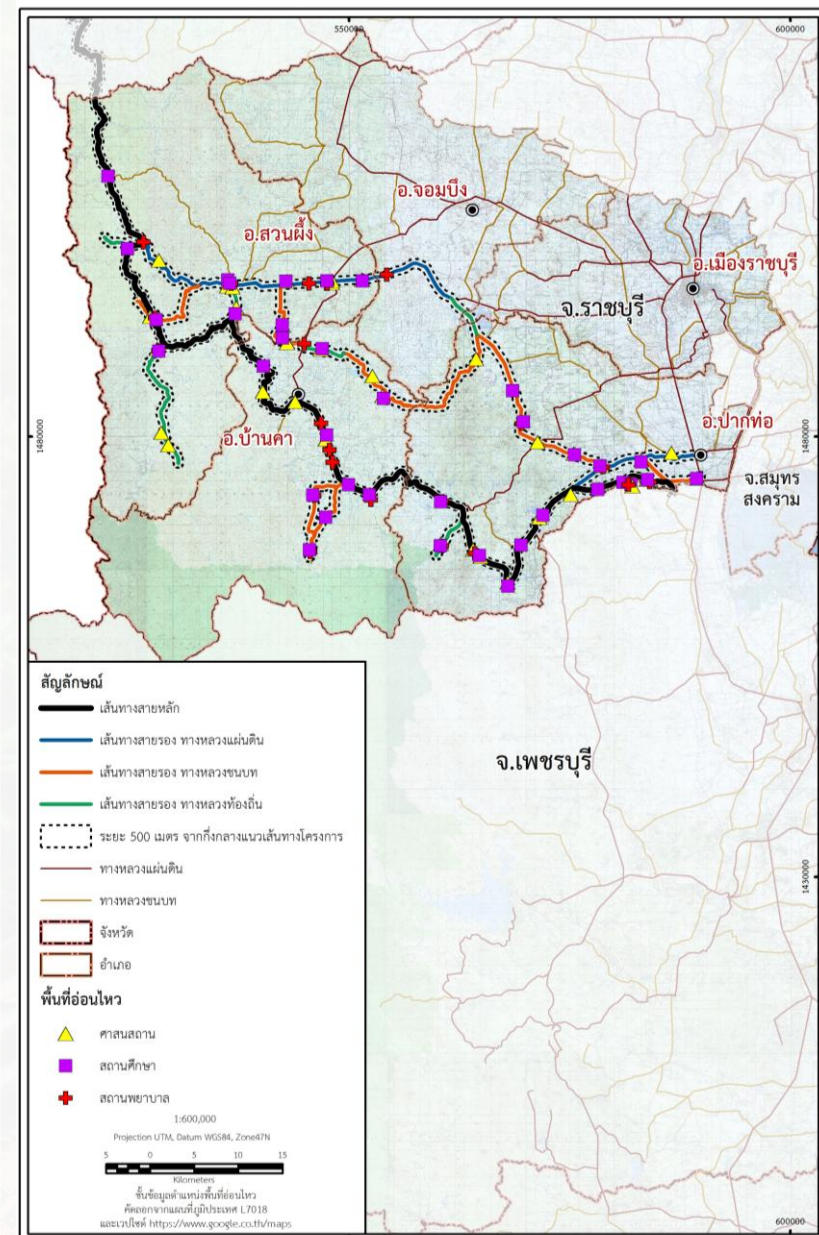 550000
600000
อ.จอมบึง
อ.สวนผึ้ง
อ.เมืองราชบุรี
จ.ราชบุรี
1480000
1480000
อ.บ้านคา
อ.ปากท่อ
จ.สมุทร
สงคราม
สัญลักษณ์
เส้นทางสายหลัก
เส้นทางสายรอง ทางหลวงแผ่นดิน
เส้นทางสายรอง ทางหลวงชนบท
เส้นทางสายรอง ทางหลวงท้องถิ่น
ระยะ 500 เมตร จากกึ่งกลางแนวเส้นทางโครงการ
ทางหลวงแผ่นดิน
ทางหลวงชนบท
จังหวัด
อำเภอ
พื้นที่อ่อนไหว
ศาสนสถาน
สถานศึกษา
สถานพยาบาล
จ.เพชรบุรี
1430000
1:600,000
Projection UTM, Datum WGS84, Zone47N
5 0 5 10 15
Kilometers
ชั้นข้อมูลตำแหน่งพื้นที่อ่อนไหว
คัดลอกจากแผนที่ภูมิประเทศ L7018
และเวปไซต์ https://www.google.co.th/maps
600000